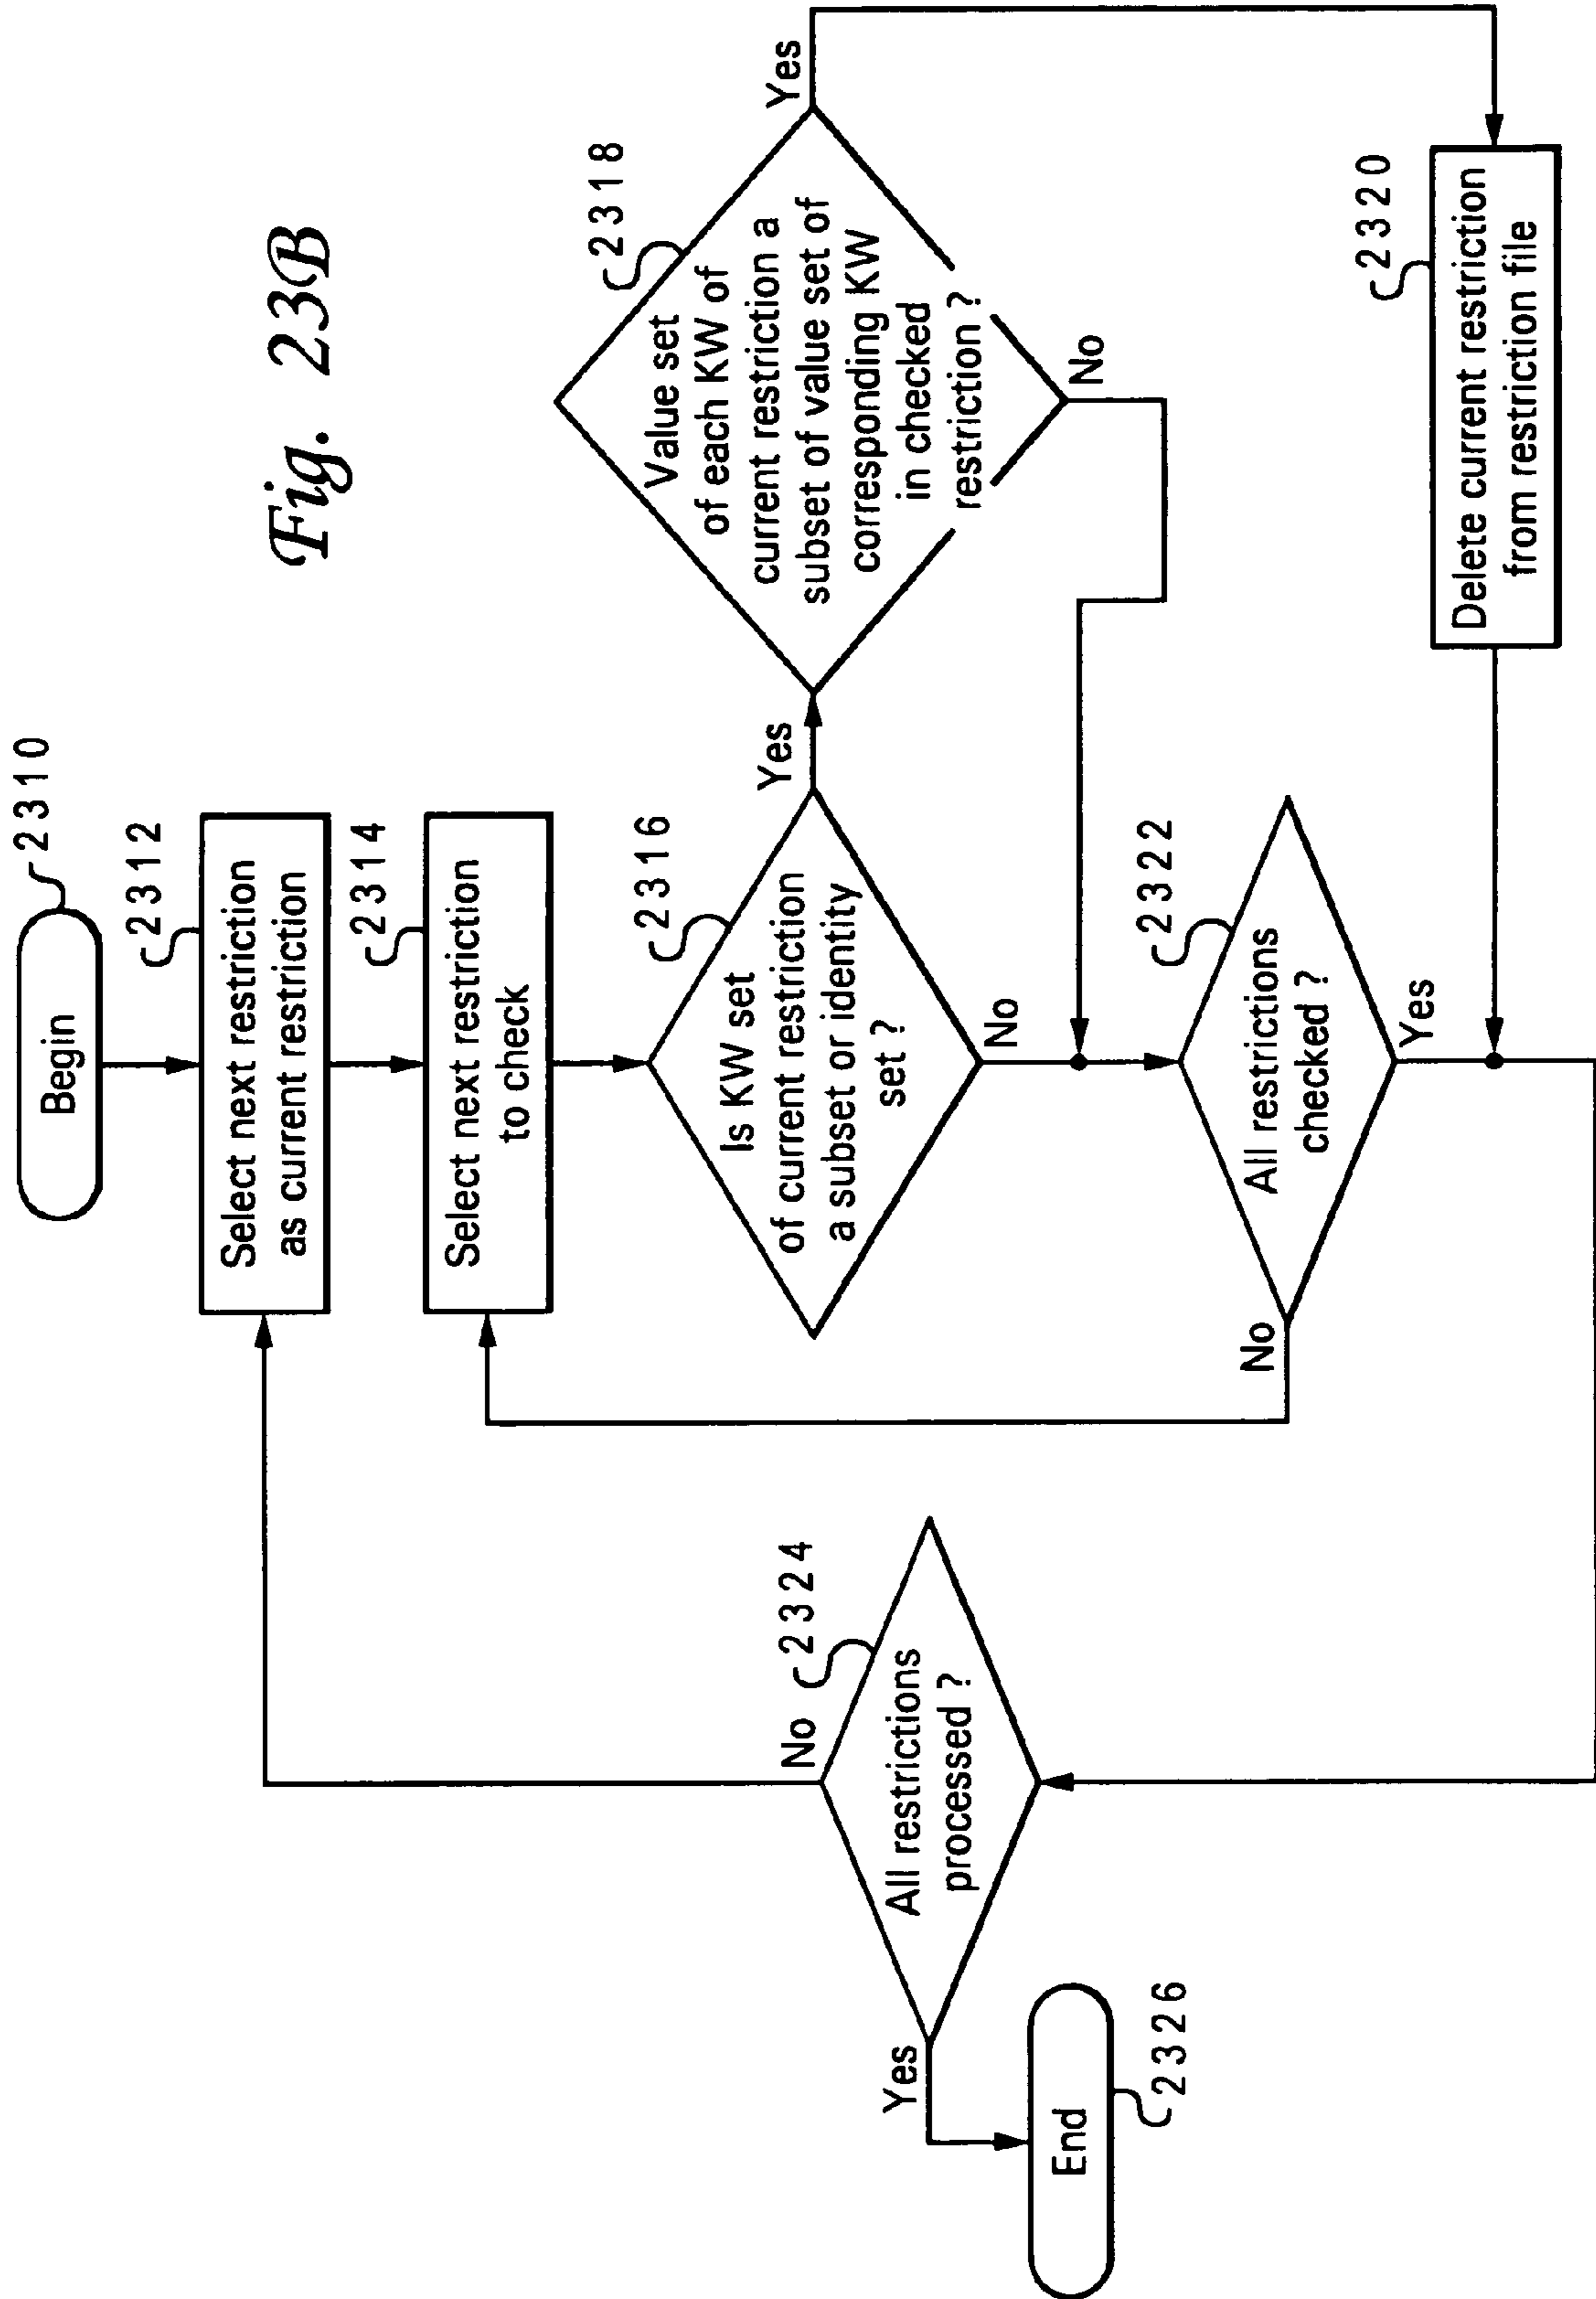 Fig. 23B
Begin
2310
Select next restriction
as current restriction
2312
Select next restriction
to check
2314
Is KW set
of current restriction
a subset or identity
set ?
2316
Yes
No
Value set
of each KW of
current restriction a
subset of value set of
corresponding KW
in checked
restriction ?
2318
Yes
No
Delete current restriction
from restriction file
2320
All restrictions
checked ?
2322
No
Yes
All restrictions
processed ?
2324
No
Yes
End
2326